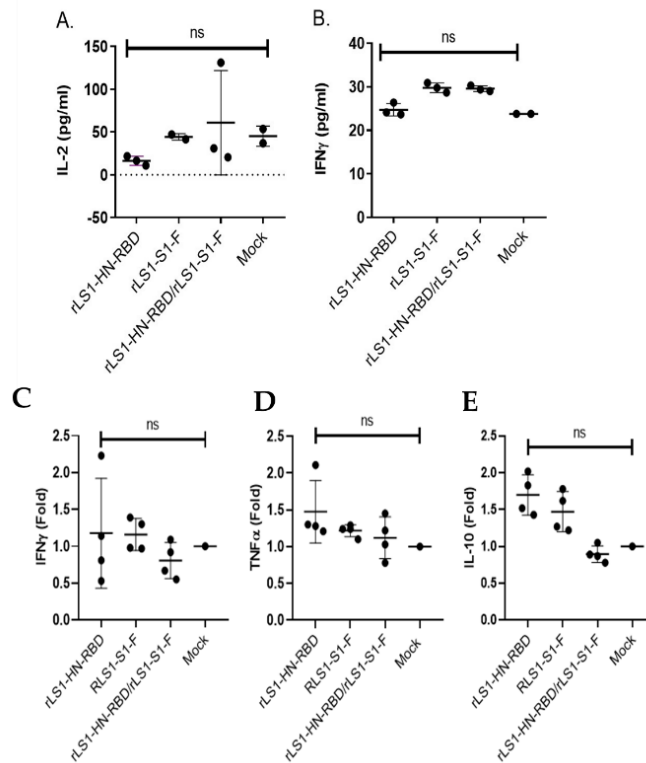 A.
ns
IL-2 (pg/ml)
150
100
50
0
-50
rLS1-HN-RBD
rLS1-S1-F
rLS1-HN-RBD/rLS1-S1-F
Mock
B.
ns
IFNγ (pg/ml)
40
30
20
10
0
rLS1-HN-RBD
rLS1-S1-F
rLS1-HN-RBD/rLS1-S1-F
Mock
C
ns
IFNγ (Fold)
2.5
2.0
1.5
1.0
0.5
0.0
rLS1-HN-RBD
RLS1-S1-F
rLS1-HN-RBD/rLS1-S1-F
Mock
D
ns
TNFα (Fold)
2.5
2.0
1.5
1.0
0.5
0.0
rLS1-HN-RBD
RLS1-S1-F
rLS1-HN-RBD/rLS1-S1-F
Mock
E
ns
IL-10 (Fold)
2.5
2.0
1.5
1.0
0.5
0.0
rLS1-HN-RBD
RLS1-S1-F
rLS1-HN-RBD/rLS1-S1-F
Mock